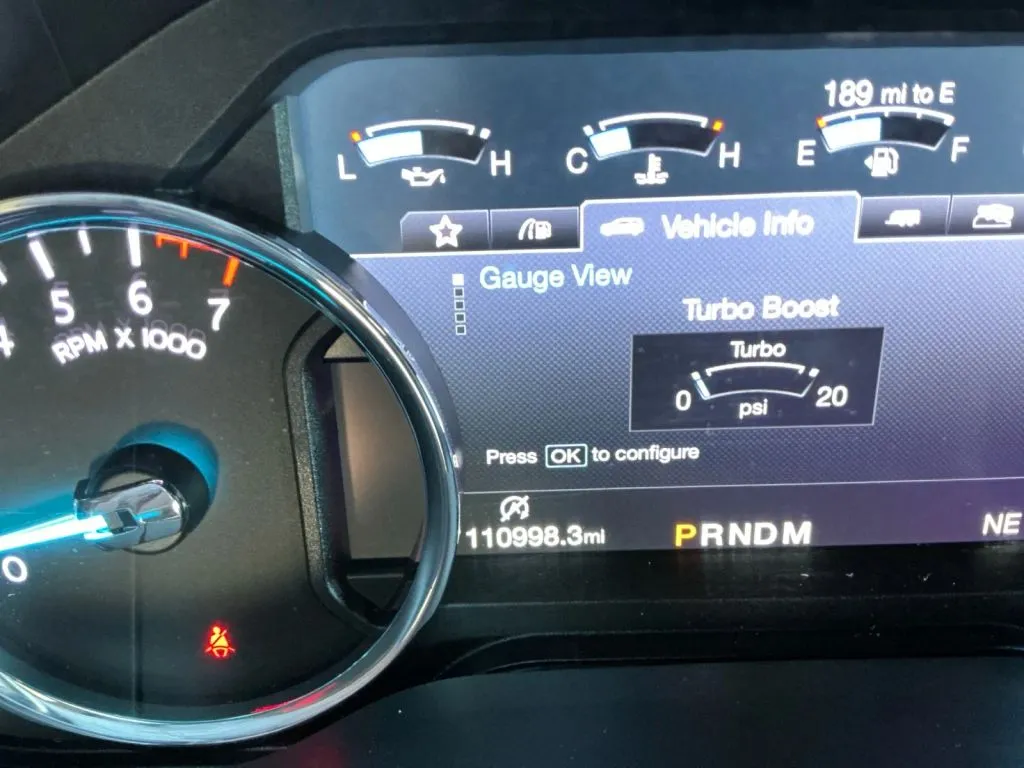 189 mi to E
L H
C H
E F
Vehicle Info
Gauge View
Turbo Boost
Turbo
0 20
psi
Press OK to configure
110998.3mi
PRNDM
NE
4 5 6 7
RPM X 1000
0